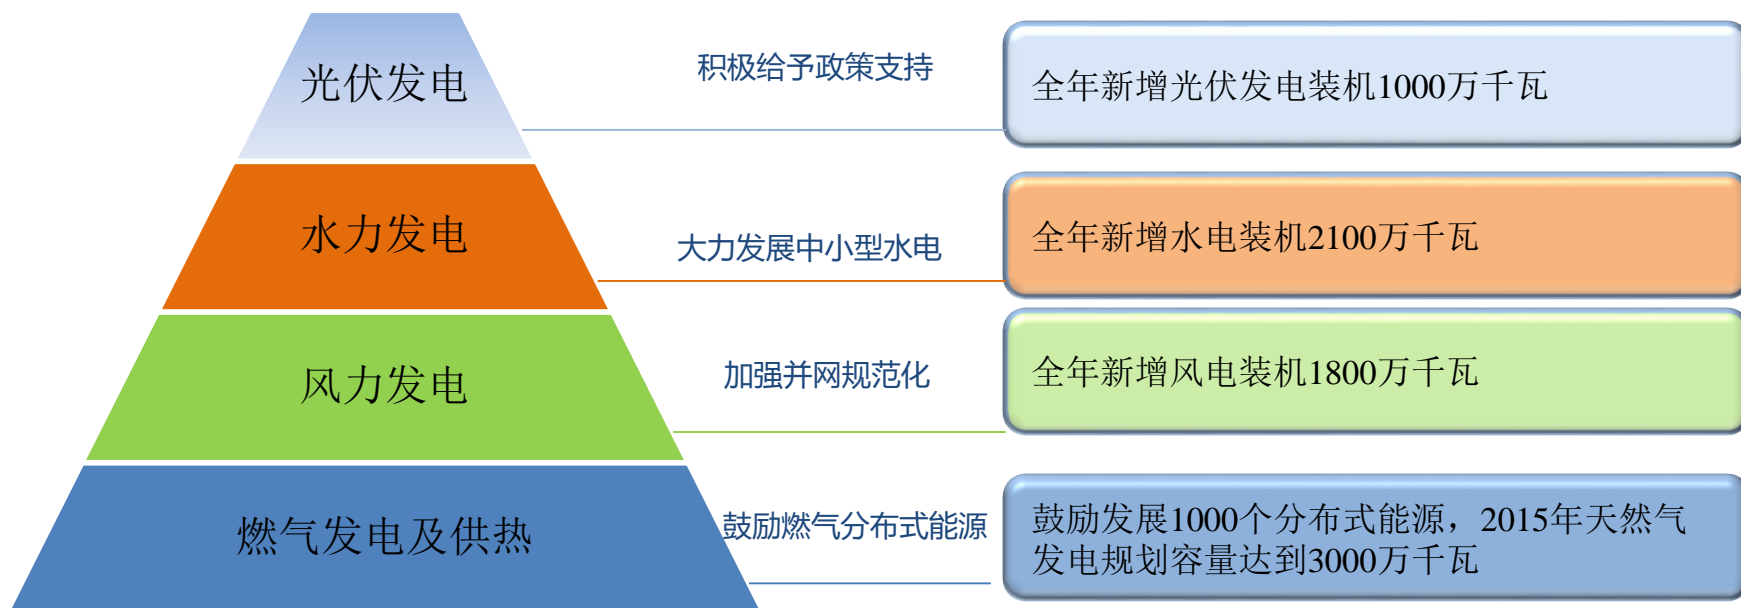 光伏发电
积极给予政策支持
全年新增光伏发电装机1000万千瓦
水力发电
大力发展中小型水电
全年新增水电装机2100万千瓦
风力发电
加强并网规范化
全年新增风电装机1800万千瓦
燃气发电及供热
鼓励燃气分布式能源
鼓励发展1000个分布式能源，2015年天然气
发电规划容量达到3000万千瓦